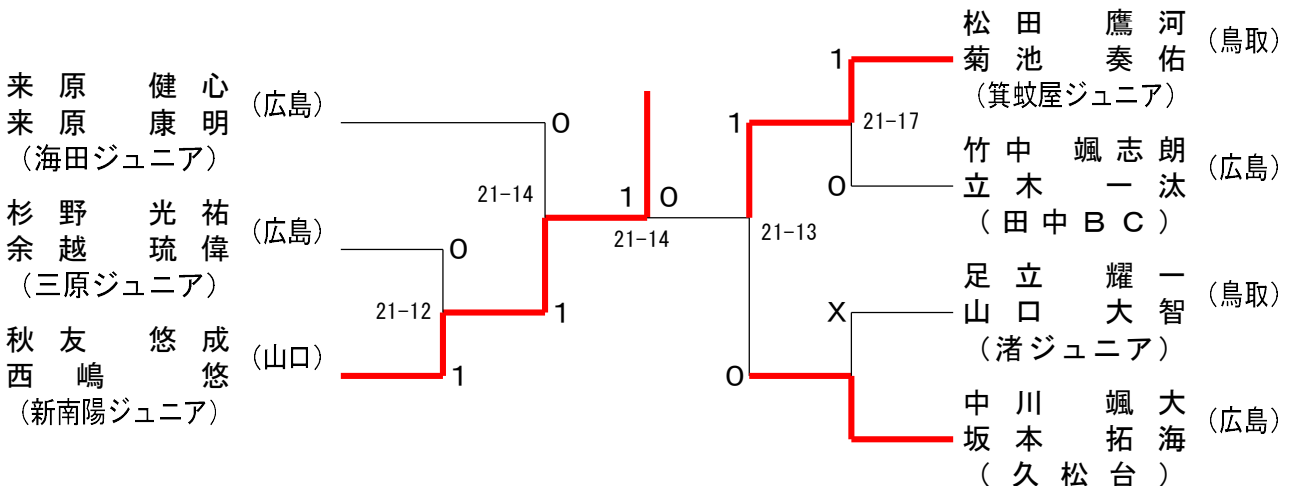 来原 健心
来原 康明
(広島)
(海田ジュニア)
杉野 光祐
余越 琉偉
(広島)
(三原ジュニア)
秋友 悠成
西嶋 悠
(山口)
(新南陽ジュニア)
0
21-14
0
21-12
1
1
1 0
21-14
1
1
21-17
0
21-13
X
0
松田 鷹河
菊池 奏佑
(鳥取)
(箕蚊屋ジュニア)
竹中 颯志朗
立木 一汰
(広島)
(田中BC)
足立 耀一
山口 大智
(鳥取)
(渚ジュニア)
中川 颯大
坂本 拓海
(広島)
(久松台)